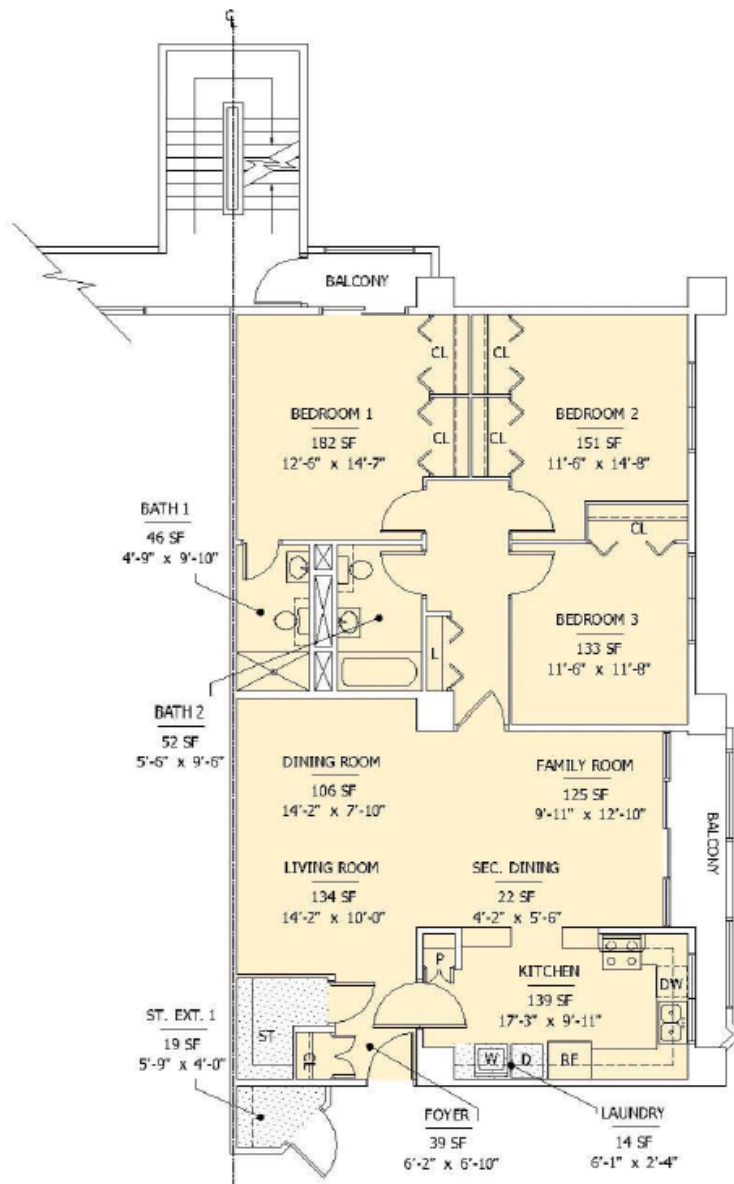 BALCONY
CL
CL
BEDROOM 1
182 SF
12'-6" x 14'-7"
BEDROOM 2
151 SF
11'-6" x 14'-8"
CL
CL
BATH 1
46 SF
4'-9" x 9'-10"
CL
BEDROOM 3
133 SF
11'-6" x 11'-8"
L
BATH 2
52 SF
5'-6" x 9'-6"
DINING ROOM
106 SF
14'-2" x 7'-10"
FAMILY ROOM
125 SF
9'-11" x 12'-10"
BALCONY
LIVING ROOM
134 SF
14'-2" x 10'-0"
SEC. DINING
22 SF
4'-2" x 5'-6"
P
KITCHEN
139 SF
17'-3" x 9'-11"
DW
ST. EXT. 1
19 SF
5'-9" x 4'-0"
ST
CL
W
D
FOYER
39 SF
6'-2" x 6'-10"
LAUNDRY
14 SF
6'-1" x 2'-4"